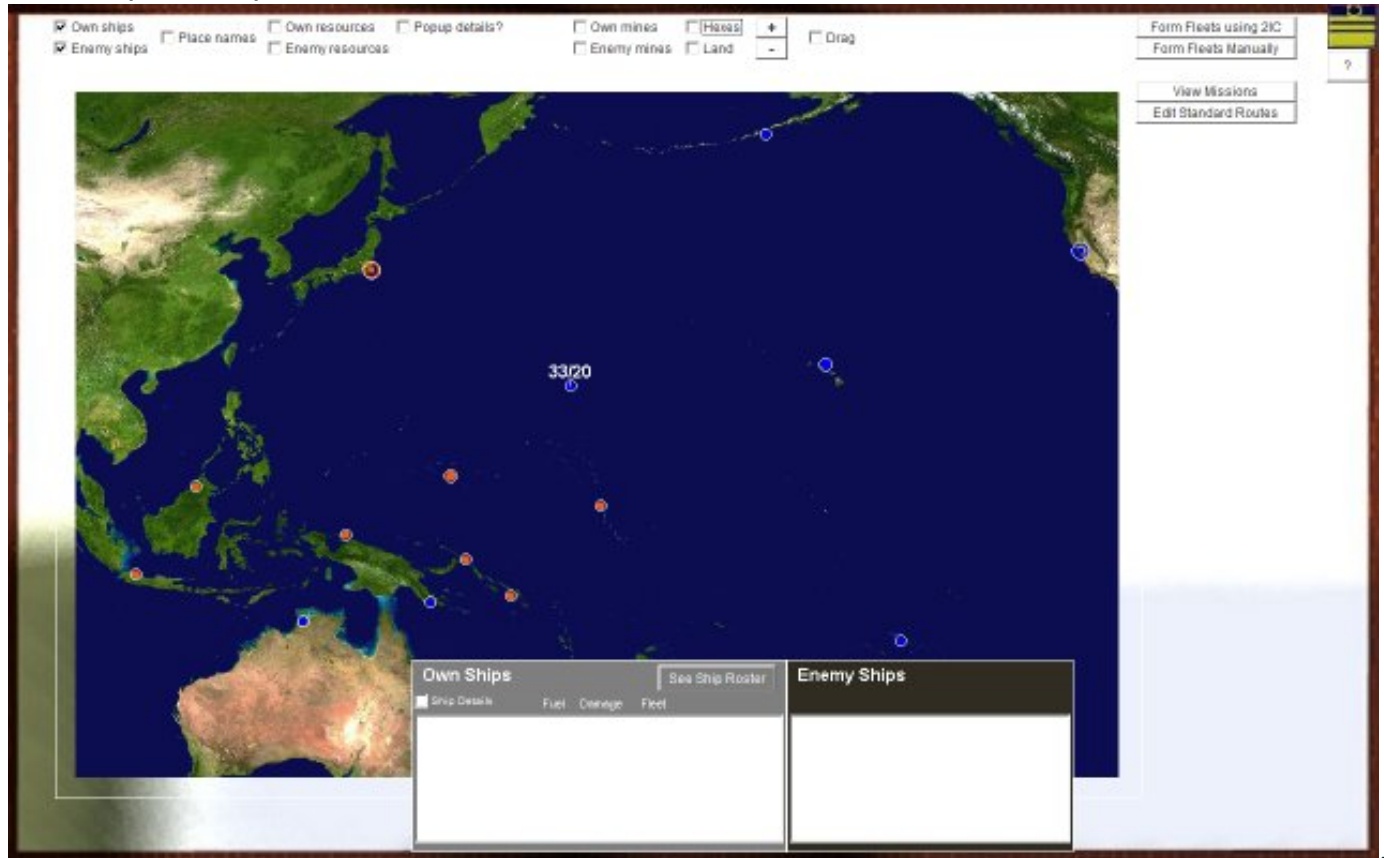 Own ships
Enemy ships
Place names
Own resources
Enemy resources
Popup details?
Own mines
Enemy mines
Hexes
Land
+
-
Drag
Form Fleets using 2IC
Form Fleets Manually
?
View Missions
Edit Standard Routes
33/20
Own Ships
See Ship Roster
Ship Details
Fuel Damage Fleet
Enemy Ships